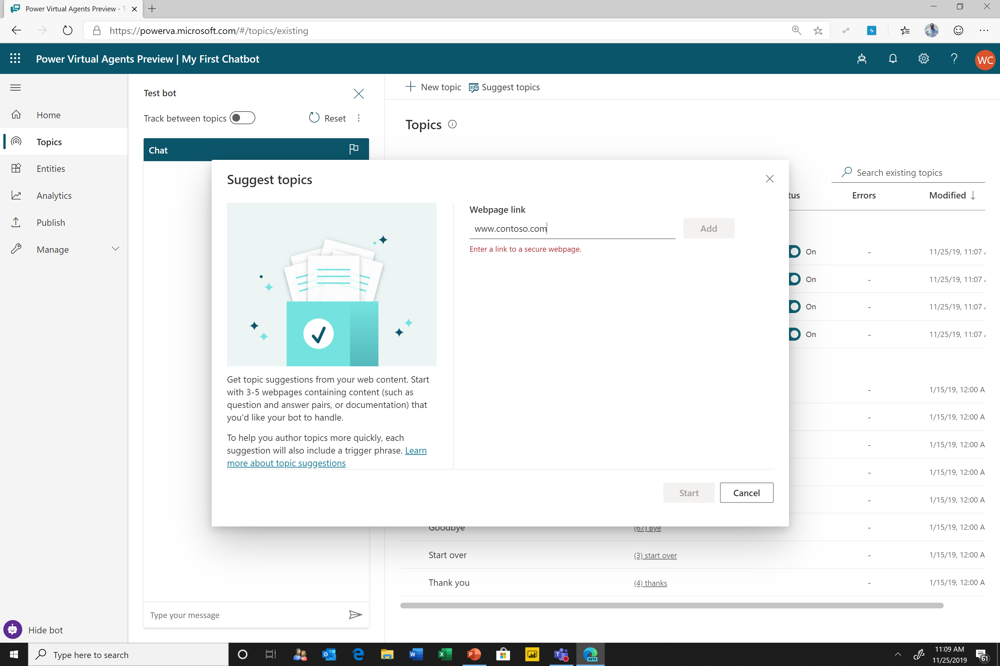 Power Virtual Agents Preview - T
https://powerva.microsoft.com/#/topics/existing
Power Virtual Agents Preview | My First Chatbot
WC
Home
Topics
Entities
Analytics
Publish
Manage
Hide bot
Test bot
Track between topics
Reset
Chat
Type your message
New topic
Suggest topics
Topics
Search existing topics
tus Errors Modified
On - 11/25/19, 11:07
On - 11/25/19, 11:07
On - 11/25/19, 11:07
On - 11/25/19, 11:07
- 1/15/19, 12:00 A
- 1/15/19, 12:00 A
- 1/15/19, 12:00 A
- 1/15/19, 12:00 A
- 1/15/19, 12:00 A
Goodbye (67) Bye - 1/15/19, 12:00 A
Start over (3) start over - 1/15/19, 12:00 A
Thank you (4) thanks - 1/15/19, 12:00 A
Suggest topics
Get topic suggestions from your web content. Start
with 3-5 webpages containing content (such as
question and answer pairs, or documentation) that
you'd like your bot to handle.
To help you author topics more quickly, each
suggestion will also include a trigger phrase. Learn
more about topic suggestions
Webpage link
www.contoso.com
Add
Enter a link to a secure webpage.
Start
Cancel
Type here to search
BETA
11:09 AM
11/25/2019
61